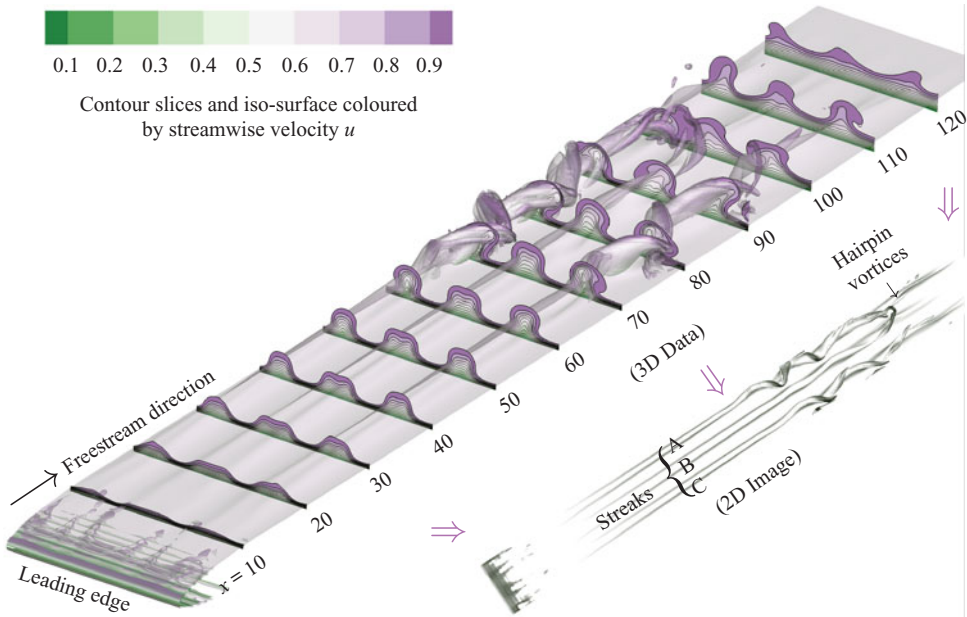 0.1 0.2 0.3 0.4 0.5 0.6 0.7 0.8 0.9
Contour slices and iso-surface coloured
by streamwise velocity u
Freestream direction
Leading edge
x = 10
20
30
40
50
60
70
80
90
100
110
120
(3D Data)
Hairpin
vortices
Streaks
A
B
C
(2D Image)